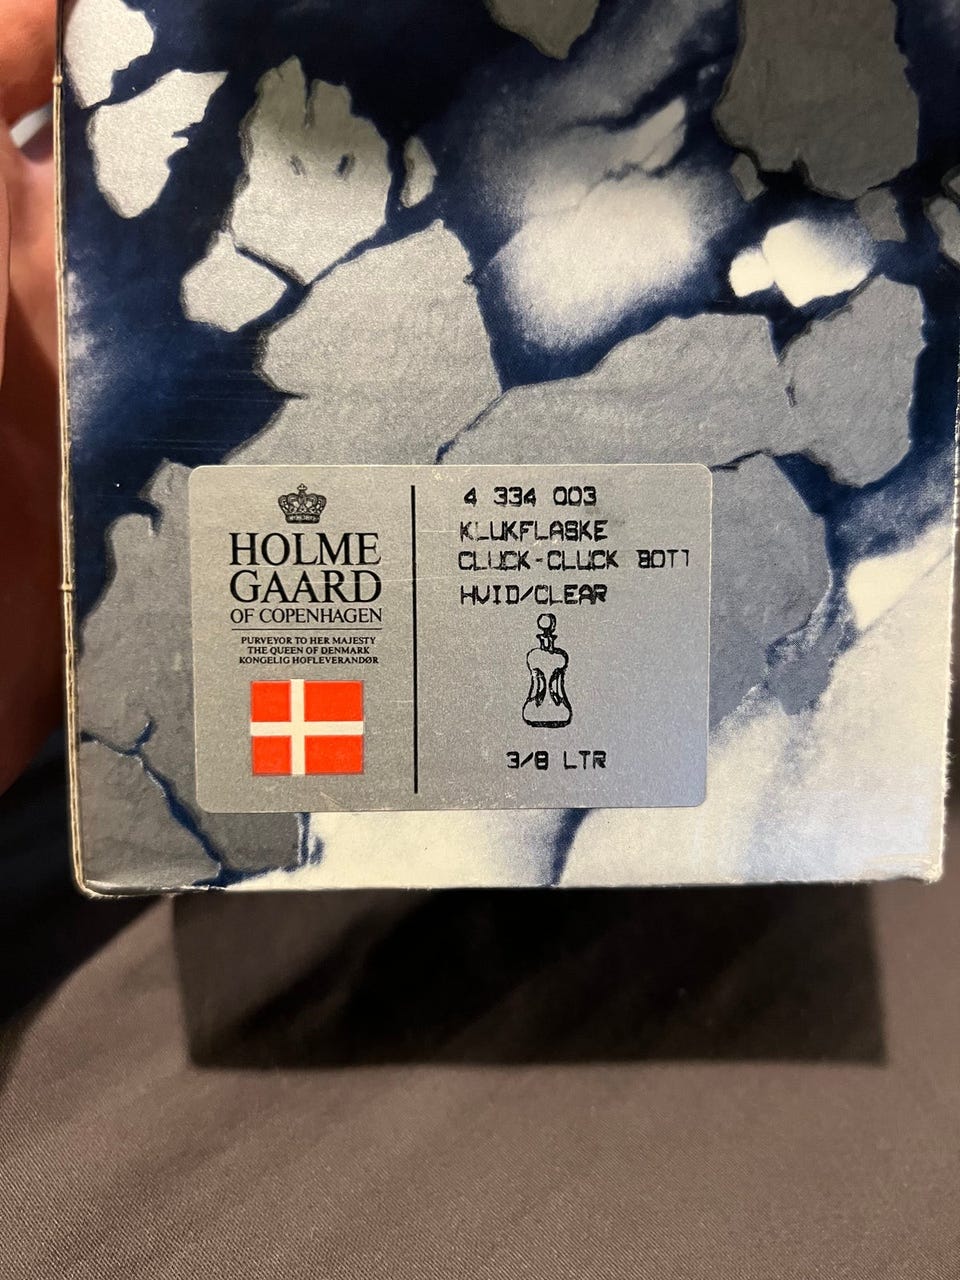 HOLME
GAARD
OF COPENHAGEN
PURVEYOR TO HER MAJESTY
THE QUEEN OF DENMARK
KONGELIG HOFLEVERANDØR
4 334 003
KLUKFLASKE
CLUCK-CLUCK BOTT
HVID/CLEAR
3/8 LTR